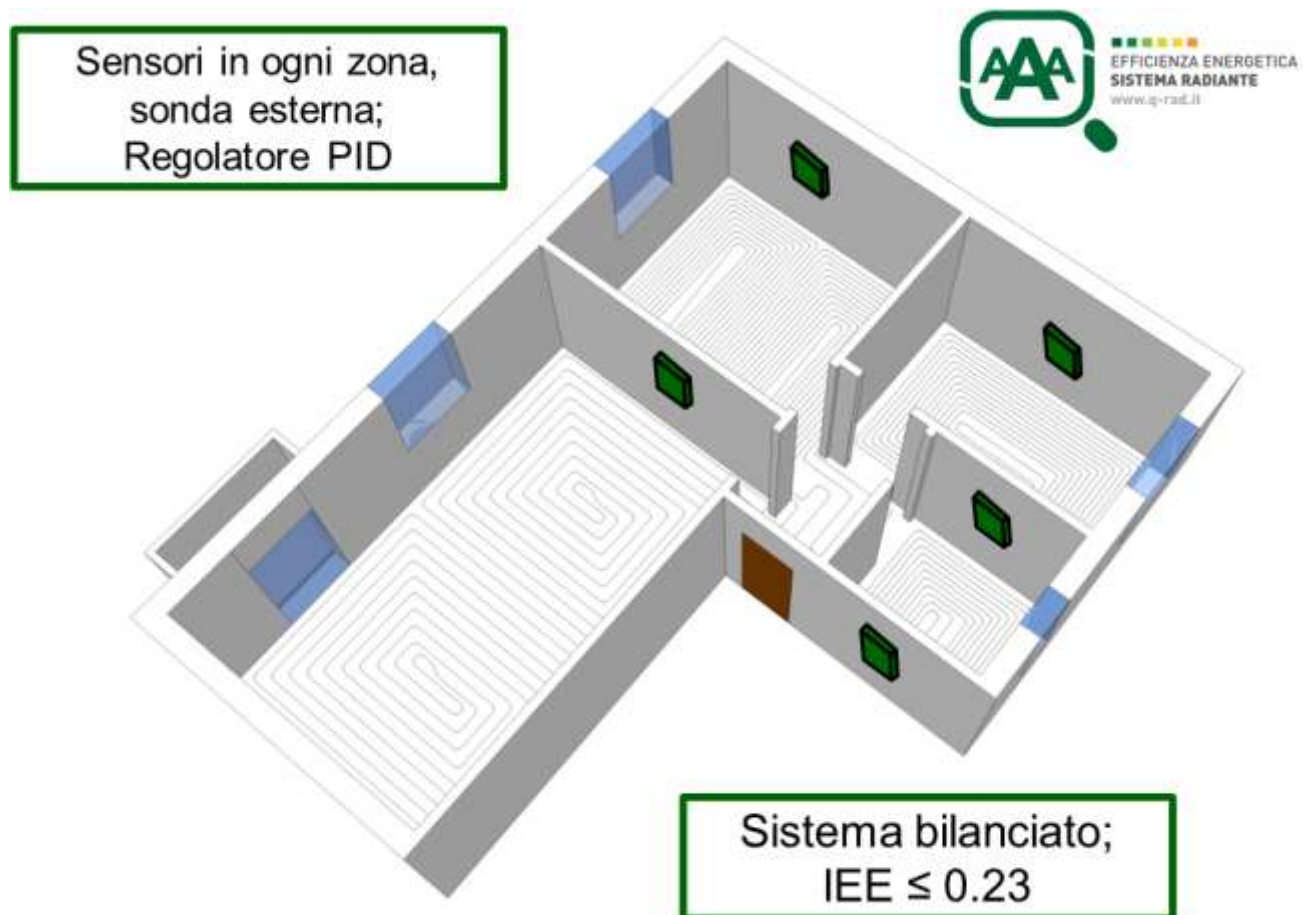 Sensori in ogni zona,
sonda esterna;
Regolatore PID
AAA
EFFICIENZA ENERGETICA
SISTEMA RADIANTE
www.q-rad.it
Sistema bilanciato;
IEE ≤ 0.23